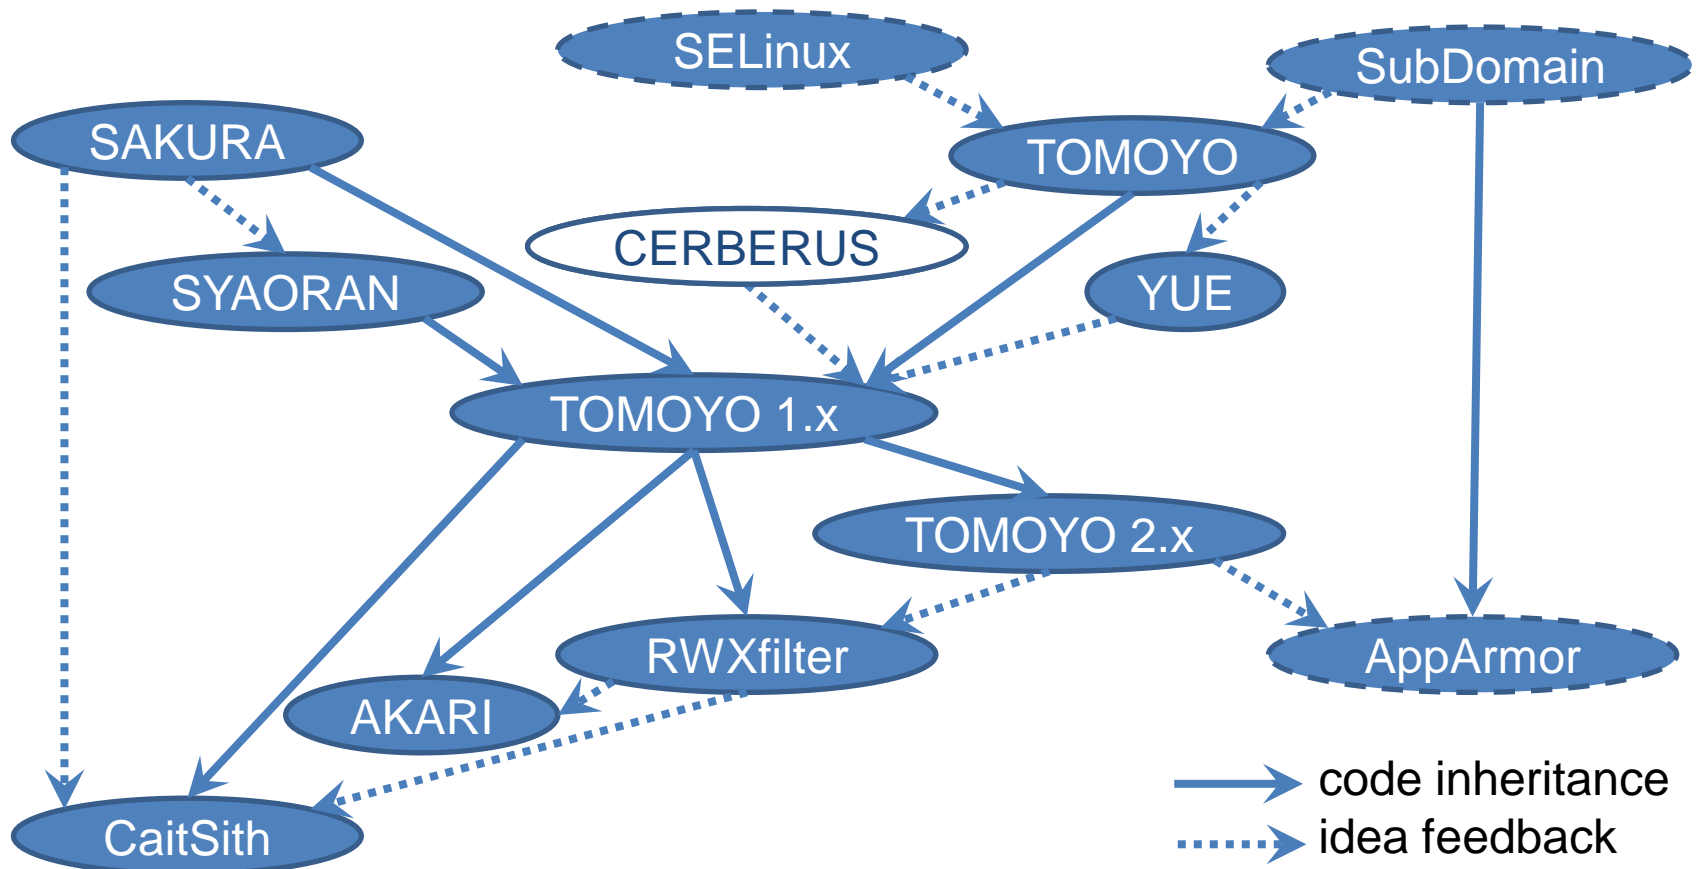 SELinux
SubDomain
SAKURA
TOMOYO
CERBERUS
SYAORAN
YUE
TOMOYO 1.x
TOMOYO 2.x
RWXfilter
AppArmor
AKARI
code inheritance
CaitSith
idea feedback